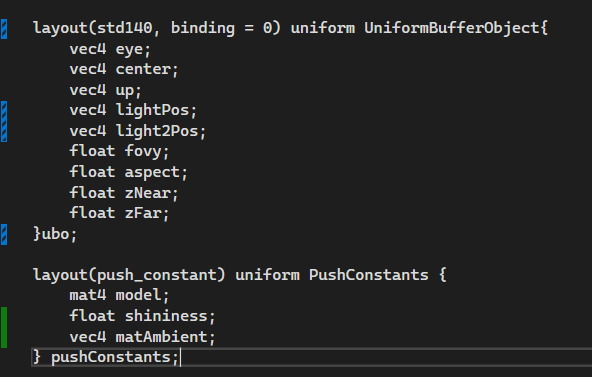 layout(std140, binding = 0) uniform UniformBufferObject{
    vec4 eye;
    vec4 center;
    vec4 up;
    vec4 lightPos;
    vec4 light2Pos;
    float fovy;
    float aspect;
    float zNear;
    float zFar;
}ubo;

layout(push_constant) uniform PushConstants {
    mat4 model;
    float shininess;
    vec4 matAmbient;
} pushConstants;